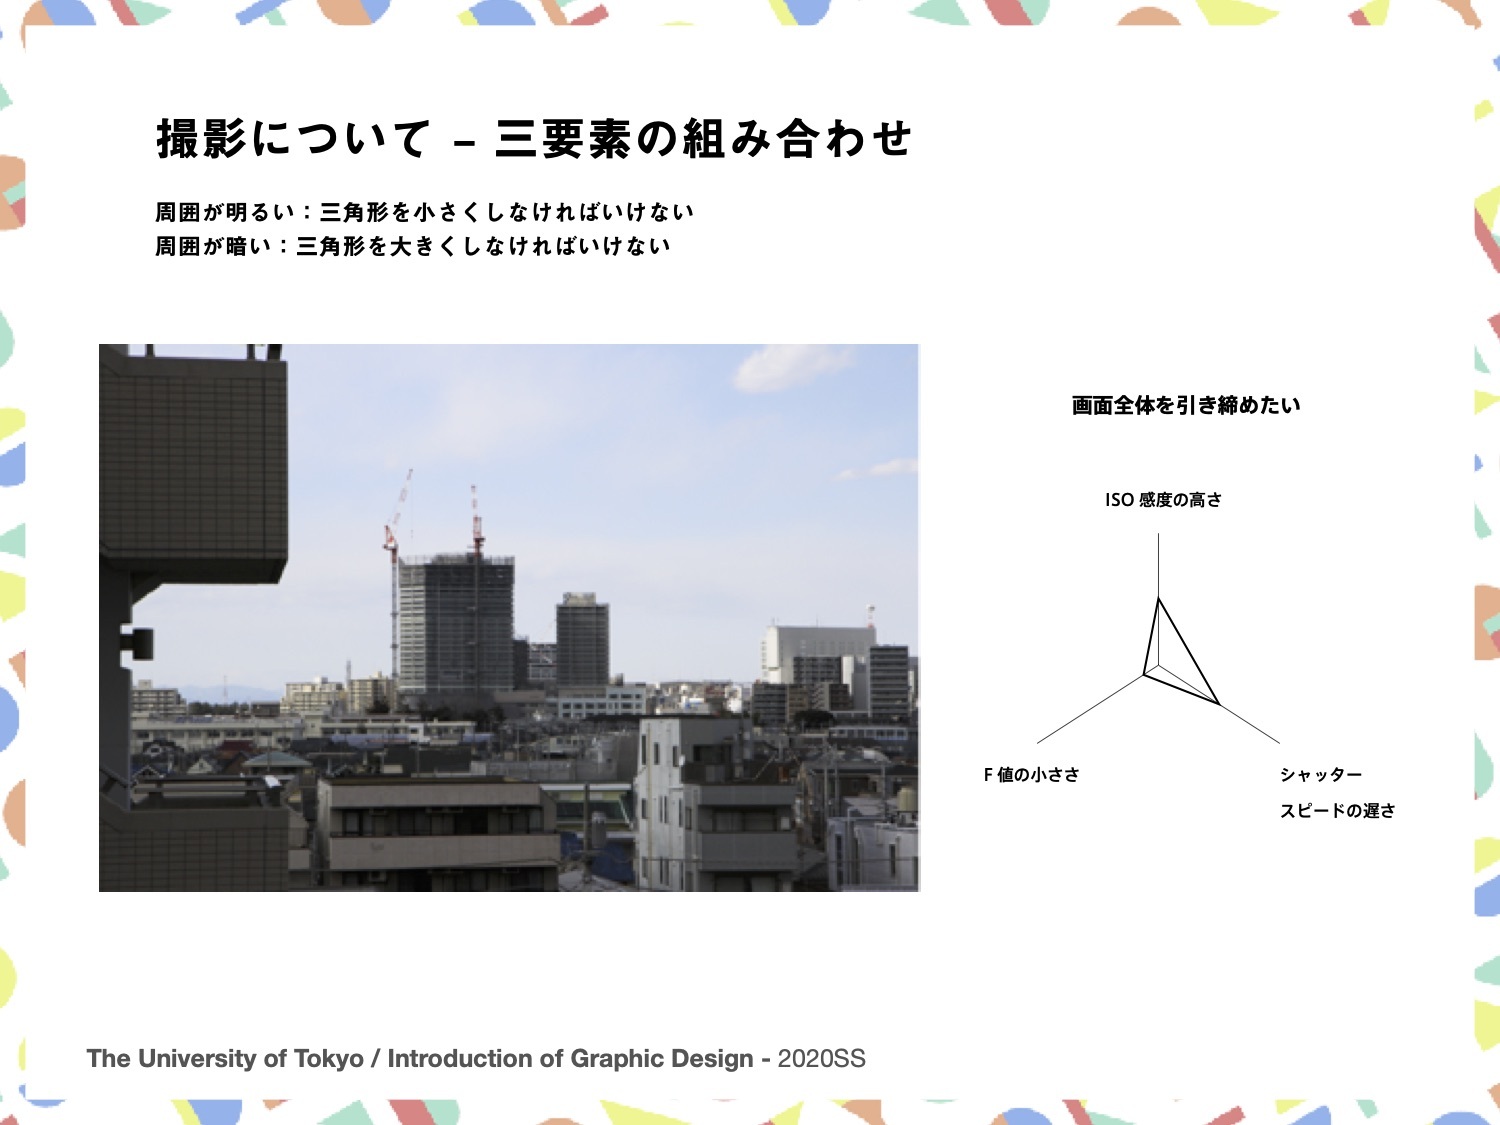 撮影について – 三要素の組み合わせ
周囲が明るい：三角形を小さくしなければいけない
周囲が暗い：三角形を大きくしなければいけない
画面全体を引き締めたい
ISO 感度の高さ
F 値の小ささ
シャッター
スピードの遅さ
The University of Tokyo / Introduction of Graphic Design - 2020SS